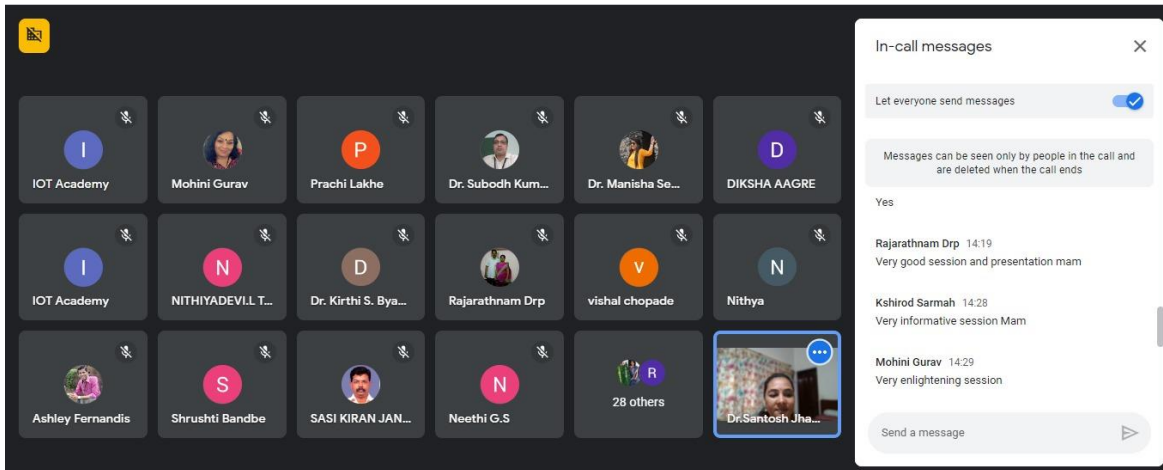 I
IOT Academy
Mohini Gurav
P
Prachi Lakhe
Dr. Subodh Kum...
Dr. Manisha Se...
D
DIKSHA AAGRE
I
IOT Academy
N
NITHIYADEVI.L T...
D
Dr. Kirthi S. Bya...
Rajarathnam Drp
v
vishal chopade
N
Nithya
Ashley Fernandis
S
Shrushti Bandbe
SASI KIRAN JAN...
N
Neethi G.S
R
28 others
Dr.Santosh Jha...
In-call messages
Let everyone send messages
Messages can be seen only by people in the call and
are deleted when the call ends
Yes
Rajarathnam Drp 14:19
Very good session and presentation mam
Kshirod Sarmah 14:28
Very informative session Mam
Mohini Gurav 14:29
Very enlightening session
Send a message